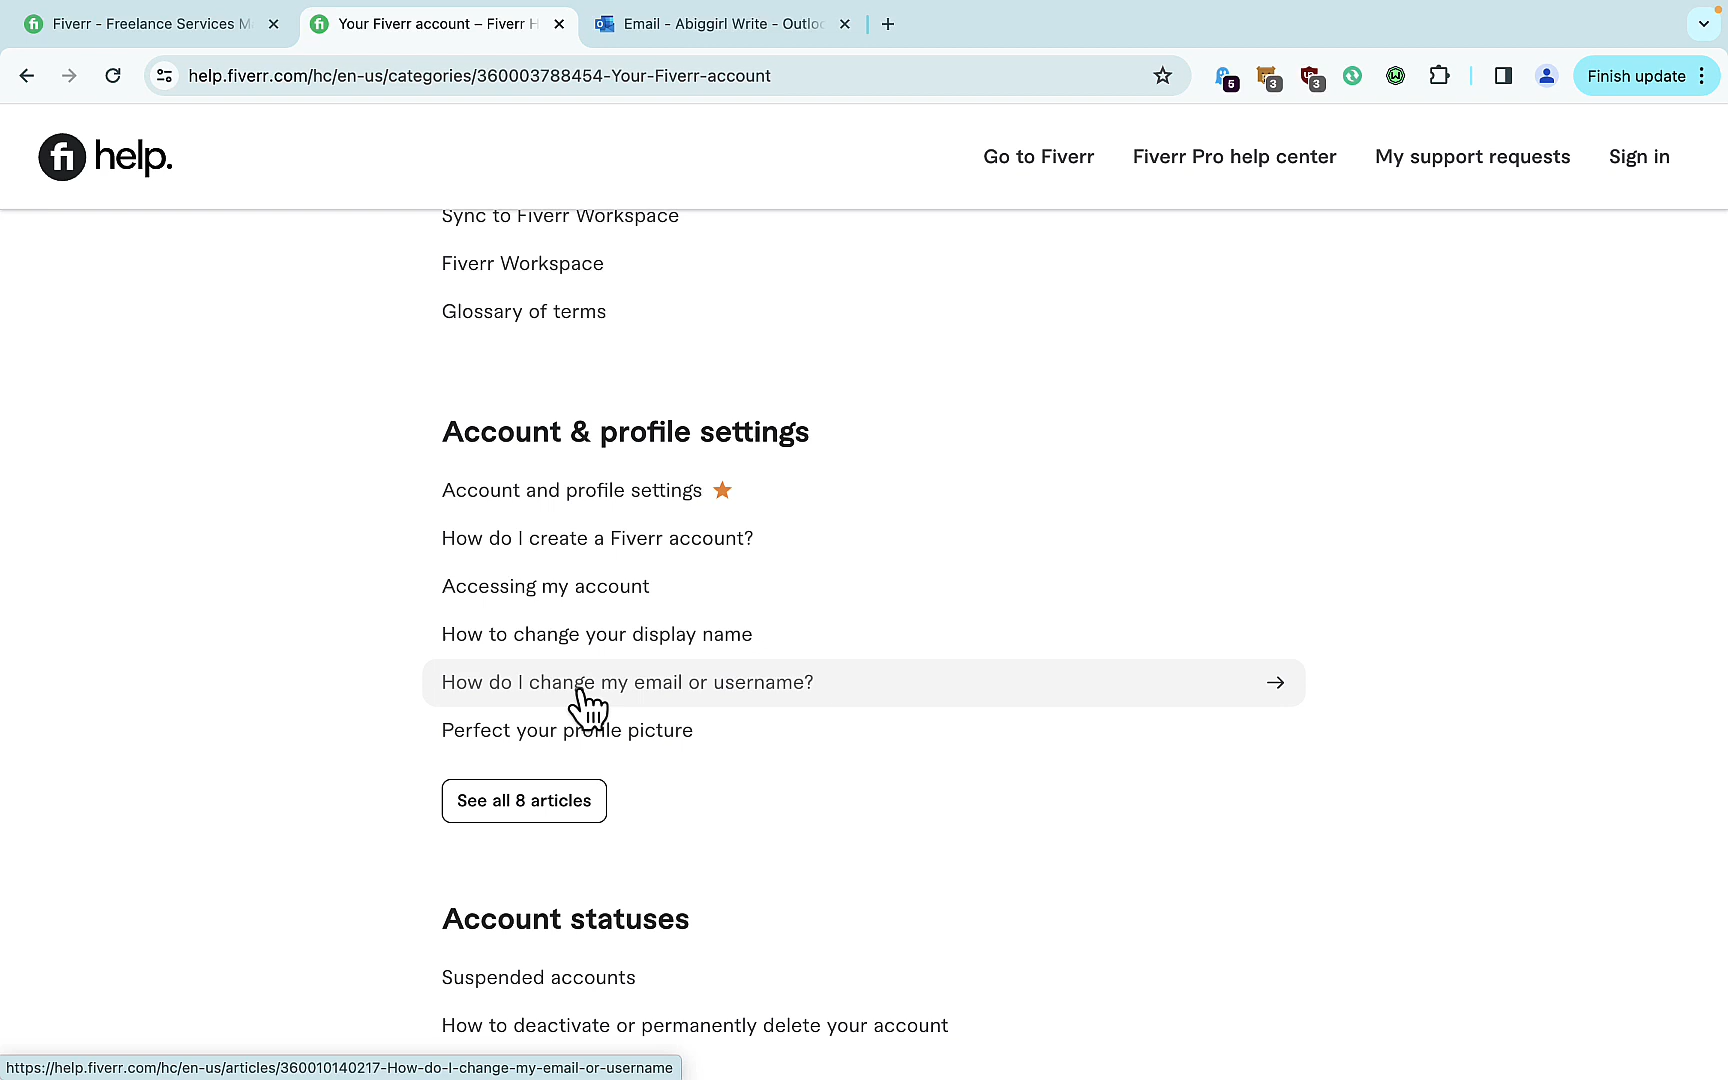 Fiverr - Freelance Services M
Your Fiverr account – Fiverr H
Email - Abiggirl Write - Outlo
help.fiverr.com/hc/en-us/categories/360003788454-Your-Fiverr-account
5
3
3
Finish update
fi help.
Go to Fiverr
Fiverr Pro help center
My support requests
Sign in
Sync to Fiverr Workspace
Fiverr Workspace
Glossary of terms
Account & profile settings
Account and profile settings
How do I create a Fiverr account?
Accessing my account
How to change your display name
How do I change my email or username?
Perfect your profile picture
See all 8 articles
Account statuses
Suspended accounts
How to deactivate or permanently delete your account
https://help.fiverr.com/hc/en-us/articles/360010140217-How-do-I-change-my-email-or-username